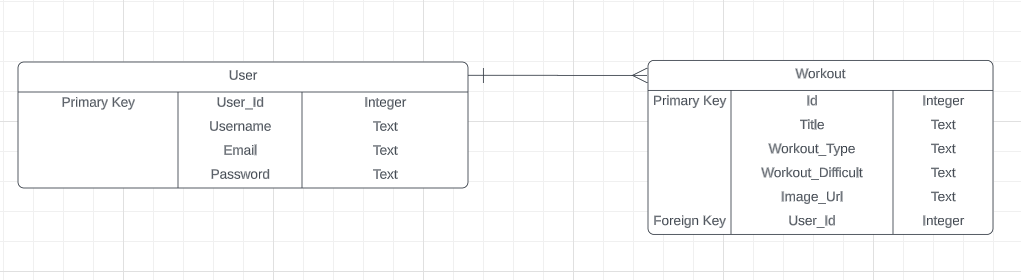 User
Primary Key User_Id Integer
Username Text
Email Text
Password Text
Workout
Primary Key Id Integer
Title Text
Workout_Type Text
Workout_Difficult Text
Image_Url Text
Foreign Key User_Id Integer